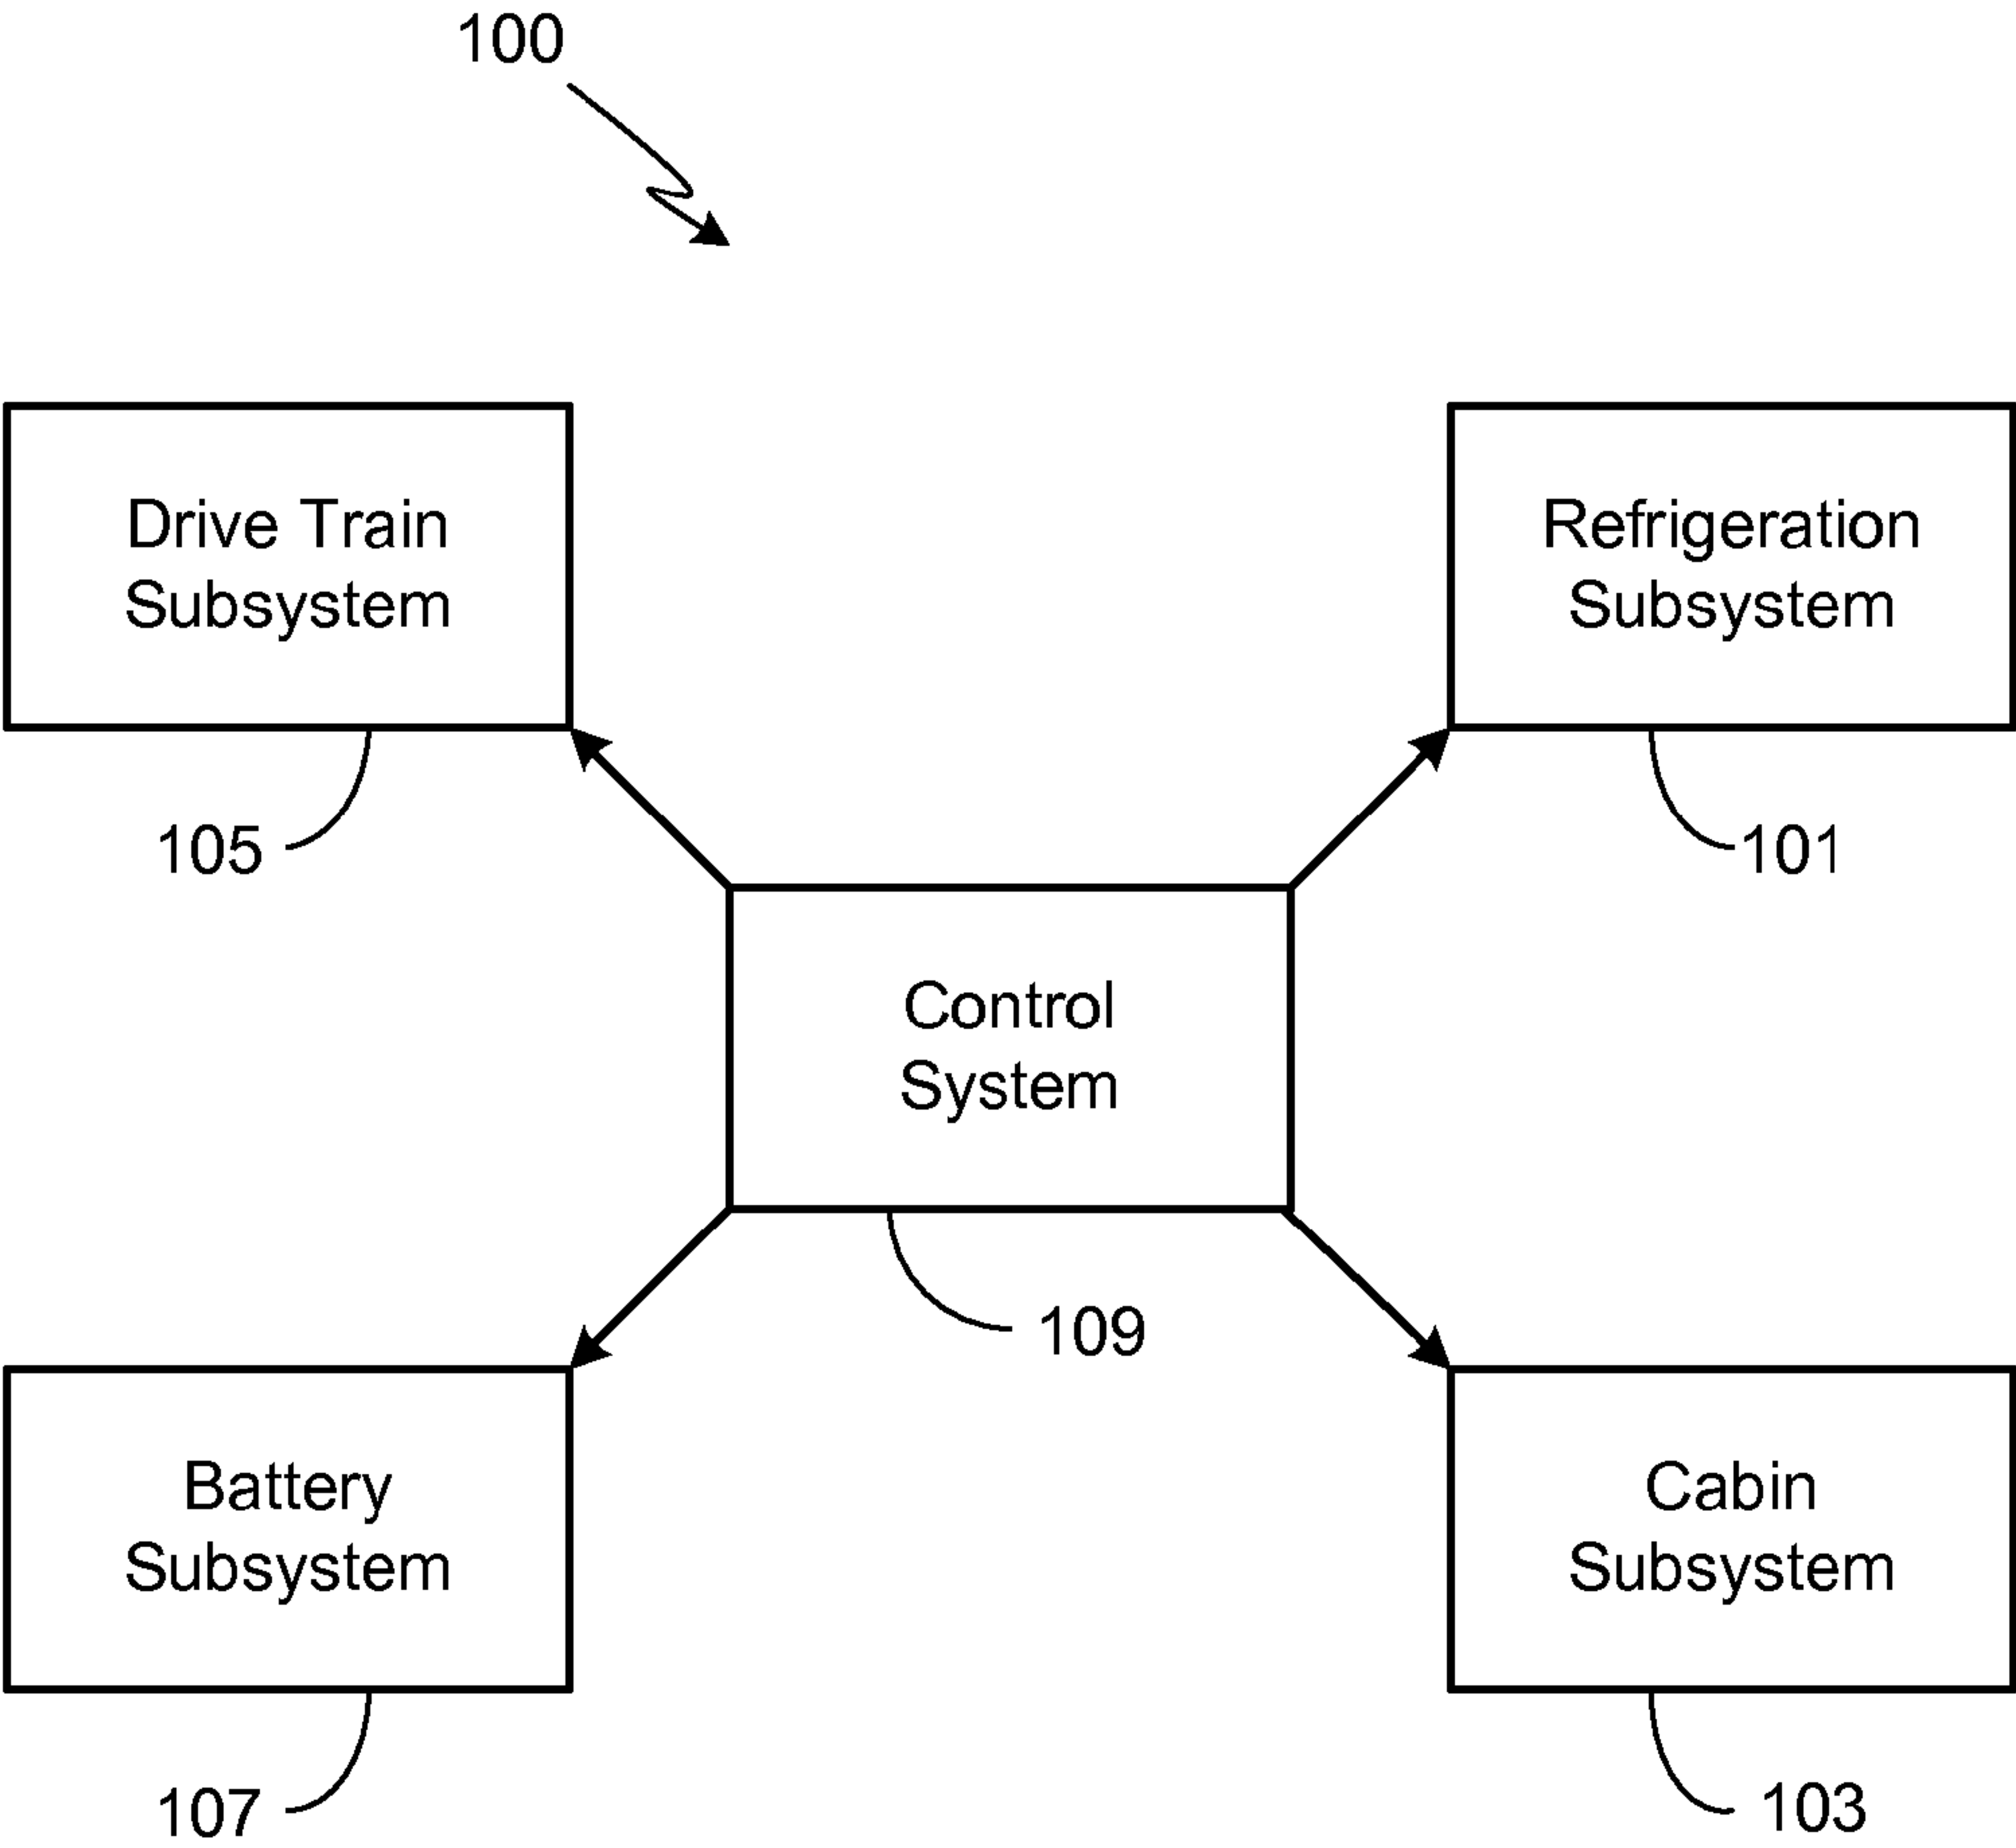 100
Drive Train
Subsystem
Refrigeration
Subsystem
105
101
Control
System
109
Battery
Subsystem
Cabin
Subsystem
107
103